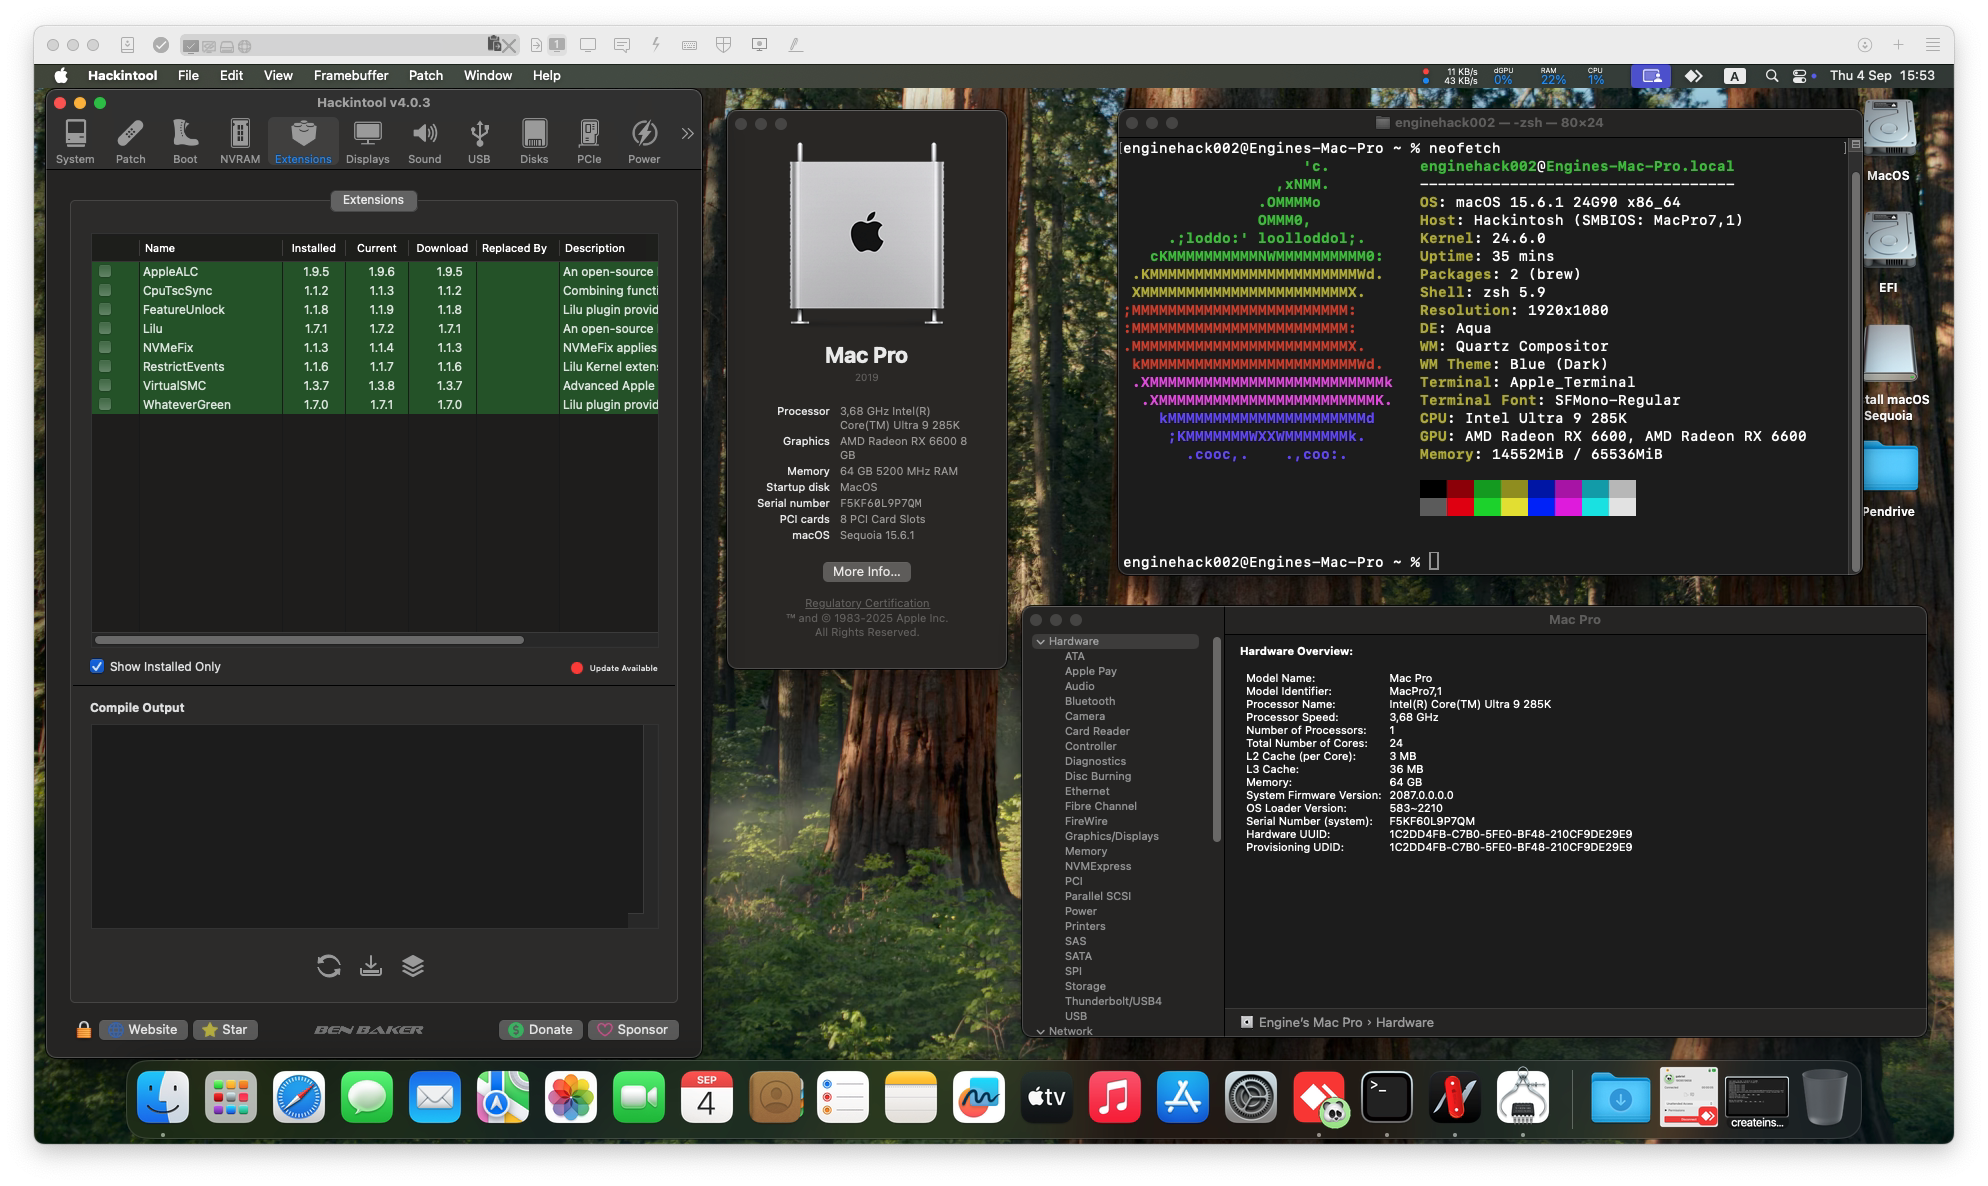 1
Hackintool File Edit View Framebuffer Patch Window Help
11 KB/s
43 KB/s
dGPU
0%
RAM
22%
CPU
1%
A
Thu 4 Sep 15:53
Hackintool v4.0.3
System Patch Boot NVRAM Extensions Displays Sound USB Disks PCIe Power
Extensions
Name Installed Current Download Replaced By Description
AppleALC 1.9.5 1.9.6 1.9.5 An open-source
CpuTscSync 1.1.2 1.1.3 1.1.2 Combining functi
FeatureUnlock 1.1.8 1.1.9 1.1.8 Lilu plugin provid
Lilu 1.7.1 1.7.2 1.7.1 An open-source
NVMeFix 1.1.3 1.1.4 1.1.3 NVMeFix applies
RestrictEvents 1.1.6 1.1.7 1.1.6 Lilu Kernel exten
VirtualSMC 1.3.7 1.3.8 1.3.7 Advanced Apple
WhateverGreen 1.7.0 1.7.1 1.7.0 Lilu plugin provid
Show Installed Only
Update Available
Compile Output
Website Star BEN BAKER Donate Sponsor
Mac Pro
2019
Processor 3,68 GHz Intel(R)
Core(TM) Ultra 9 285K
Graphics AMD Radeon RX 6600 8
GB
Memory 64 GB 5200 MHz RAM
Startup disk MacOS
Serial number F5KF60L9P7QM
PCI cards 8 PCI Card Slots
macOS Sequoia 15.6.1
More Info...
Regulatory Certification
™ and © 1983-2025 Apple Inc.
All Rights Reserved.
enginehack002 — -zsh — 80×24
enginehack002@Engines-Mac-Pro ~ % neofetch
'c. enginehack002@Engines-Mac-Pro.local
,xNMM. -----------------------------------
.OMMMMo OS: macOS 15.6.1 24G90 x86_64
OMMM0, Host: Hackintosh (SMBIOS: MacPro7,1)
.;loddo:' loolloddol;. Kernel: 24.6.0
cKMMMMMMMMMMNWMMMMMMMMMM0: Uptime: 35 mins
.KMMMMMMMMMMMMMMMMMMMMMMMWd. Packages: 2 (brew)
XMMMMMMMMMMMMMMMMMMMMMMMX. Shell: zsh 5.9
;MMMMMMMMMMMMMMMMMMMMMMMM: Resolution: 1920x1080
:MMMMMMMMMMMMMMMMMMMMMMMM: DE: Aqua
.MMMMMMMMMMMMMMMMMMMMMMMMX. WM: Quartz Compositor
kMMMMMMMMMMMMMMMMMMMMMMMMWd. WM Theme: Blue (Dark)
.XMMMMMMMMMMMMMMMMMMMMMMMMMMk Terminal: Apple_Terminal
.XMMMMMMMMMMMMMMMMMMMMMMMMK. Terminal Font: SFMono-Regular
kMMMMMMMMMMMMMMMMMMMMMMd CPU: Intel Ultra 9 285K
;KMMMMMMMWXXWMMMMMMMk. GPU: AMD Radeon RX 6600, AMD Radeon RX 6600
.cooc,. .,coo:. Memory: 14552MiB / 65536MiB
enginehack002@Engines-Mac-Pro ~ %
MacOS
EFI
tall macOS
Sequoia
Pendrive
Mac Pro
Hardware
ATA
Apple Pay
Audio
Bluetooth
Camera
Card Reader
Controller
Diagnostics
Disc Burning
Ethernet
Fibre Channel
FireWire
Graphics/Displays
Memory
NVMExpress
PCI
Parallel SCSI
Power
Printers
SAS
SATA
SPI
Storage
Thunderbolt/USB4
USB
Network
Hardware Overview:
Model Name: Mac Pro
Model Identifier: MacPro7,1
Processor Name: Intel(R) Core(TM) Ultra 9 285K
Processor Speed: 3,68 GHz
Number of Processors: 1
Total Number of Cores: 24
L2 Cache (per Core): 3 MB
L3 Cache: 36 MB
Memory: 64 GB
System Firmware Version: 2087.0.0.0.0
OS Loader Version: 583~2210
Serial Number (system): F5KF60L9P7QM
Hardware UUID: 1C2DD4FB-C7B0-5FE0-BF48-210CF9DE29E9
Provisioning UDID: 1C2DD4FB-C7B0-5FE0-BF48-210CF9DE29E9
Engine's Mac Pro › Hardware
SEP
4
tv
>_
createins...